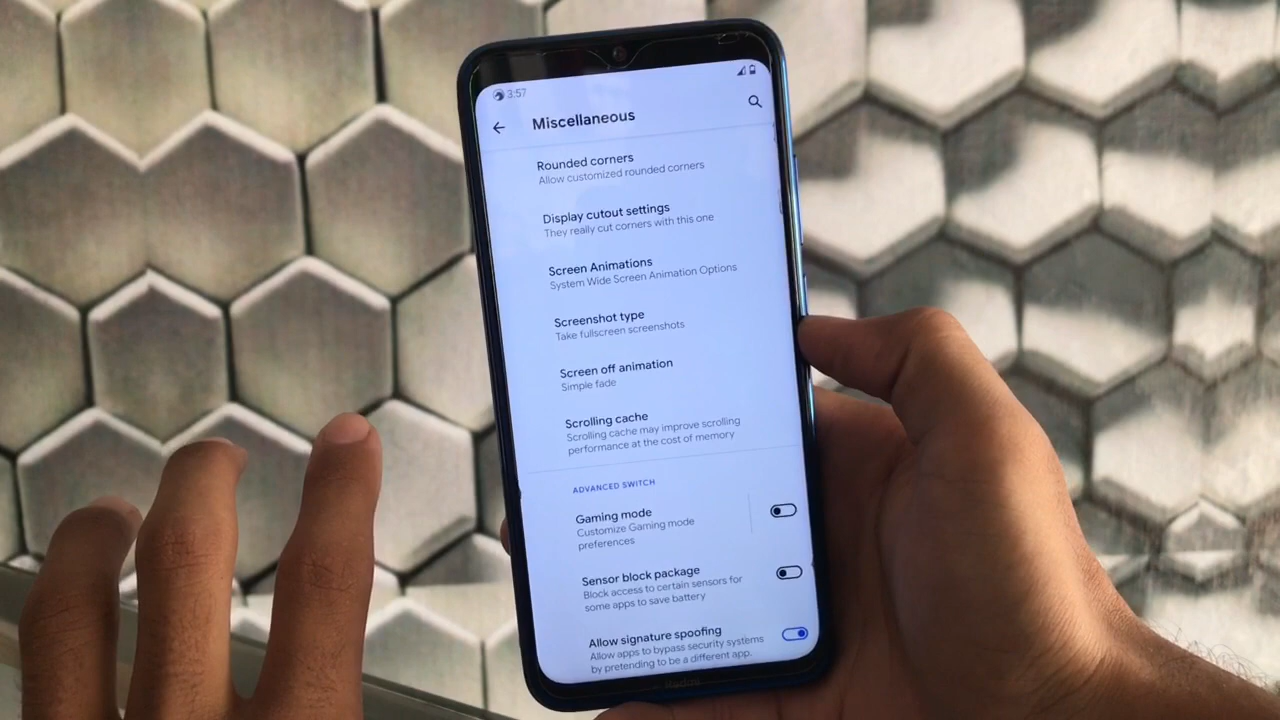 3:57
Miscellaneous
Rounded corners
Allow customized rounded corners
Display cutout settings
They really cut corners with this one
Screen Animations
System Wide Screen Animation Options
Screenshot type
Take fullscreen screenshots
Screen off animation
Simple fade
Scrolling cache
Scrolling cache may improve scrolling
performance at the cost of memory
ADVANCED SWITCH
Gaming mode
Customize Gaming mode
preferences
Sensor block package
Block access to certain sensors for
some apps to save battery
Allow signature spoofing
Allow apps to bypass security systems
by pretending to be a different app.
Redmi